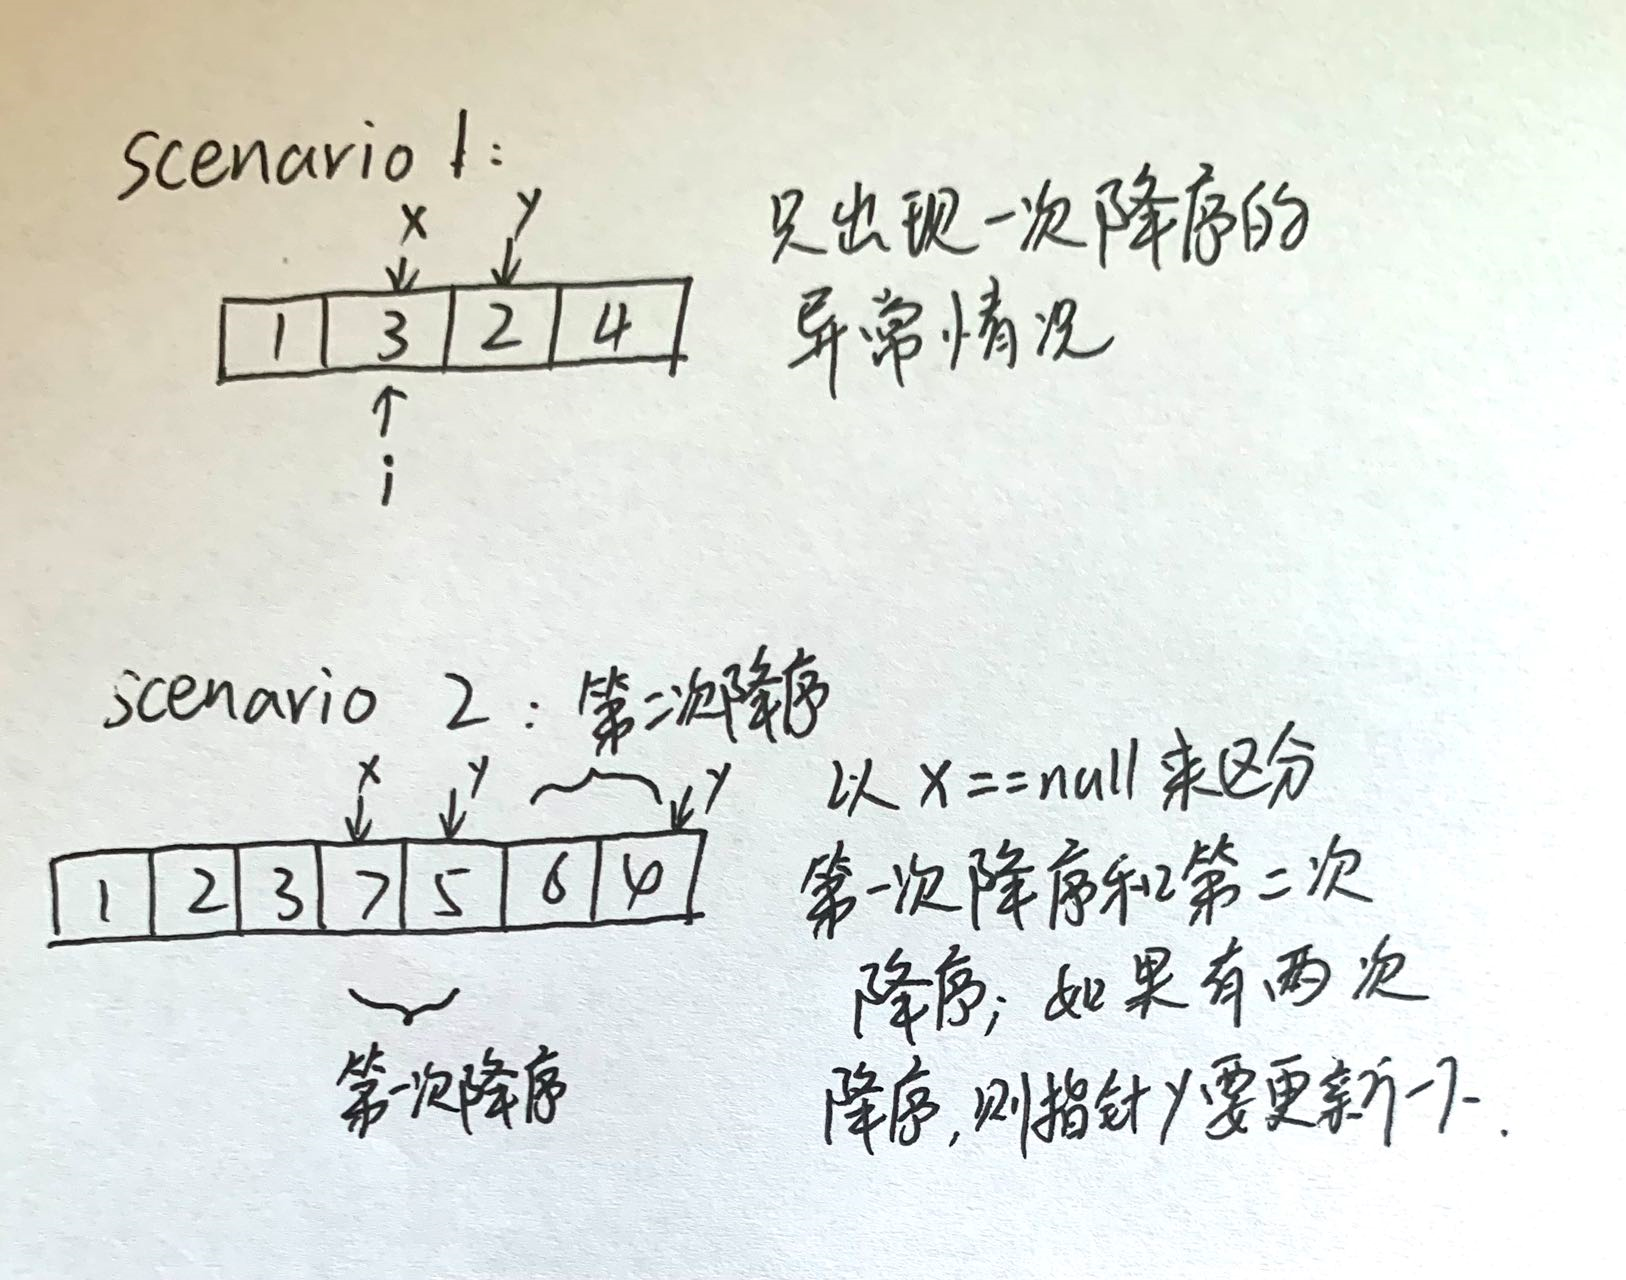 scenario 1:
x y
1 3 2 4
i
只出现一次降序的
异常情况
scenario 2: 第二次降序
x y y
1 2 3 7 5 6 4
第一次降序
以 x==null 来区分
第一次降序和第二次
降序; 如果有两次
降序,则指针y要更新一下.